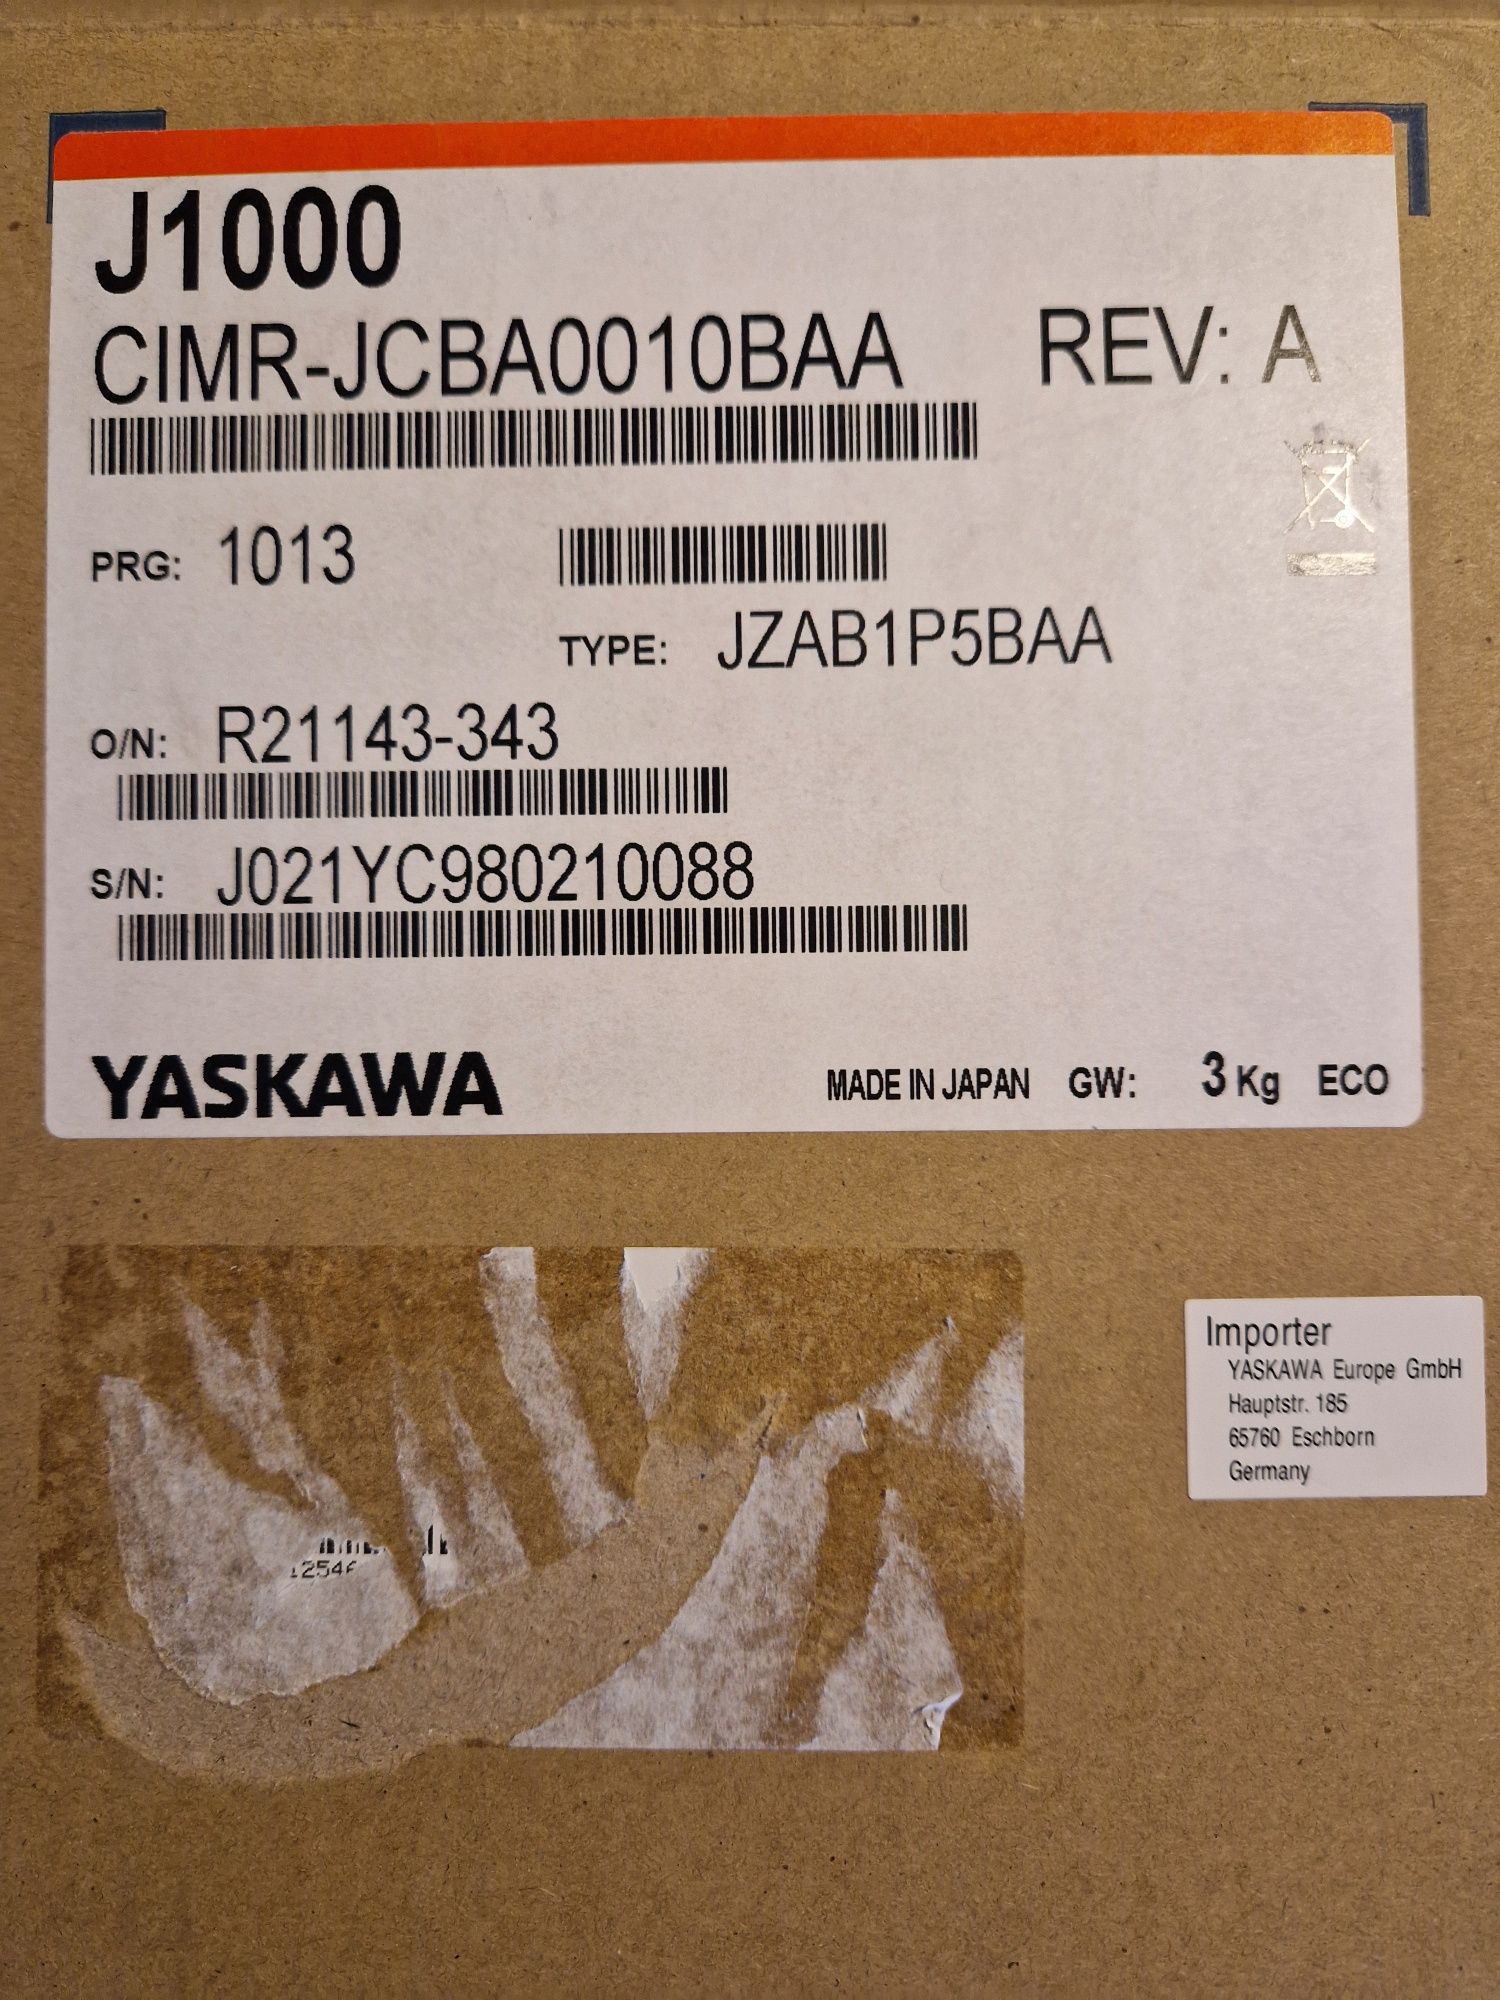 J1000
CIMR-JCBA0010BAA REV: A
PRG: 1013
TYPE: JZAB1P5BAA
O/N: R21143-343
S/N: J021YC980210088
YASKAWA MADE IN JAPAN GW: 3 Kg ECO
Importer
YASKAWA Europe GmbH
Hauptstr. 185
65760 Eschborn
Germany